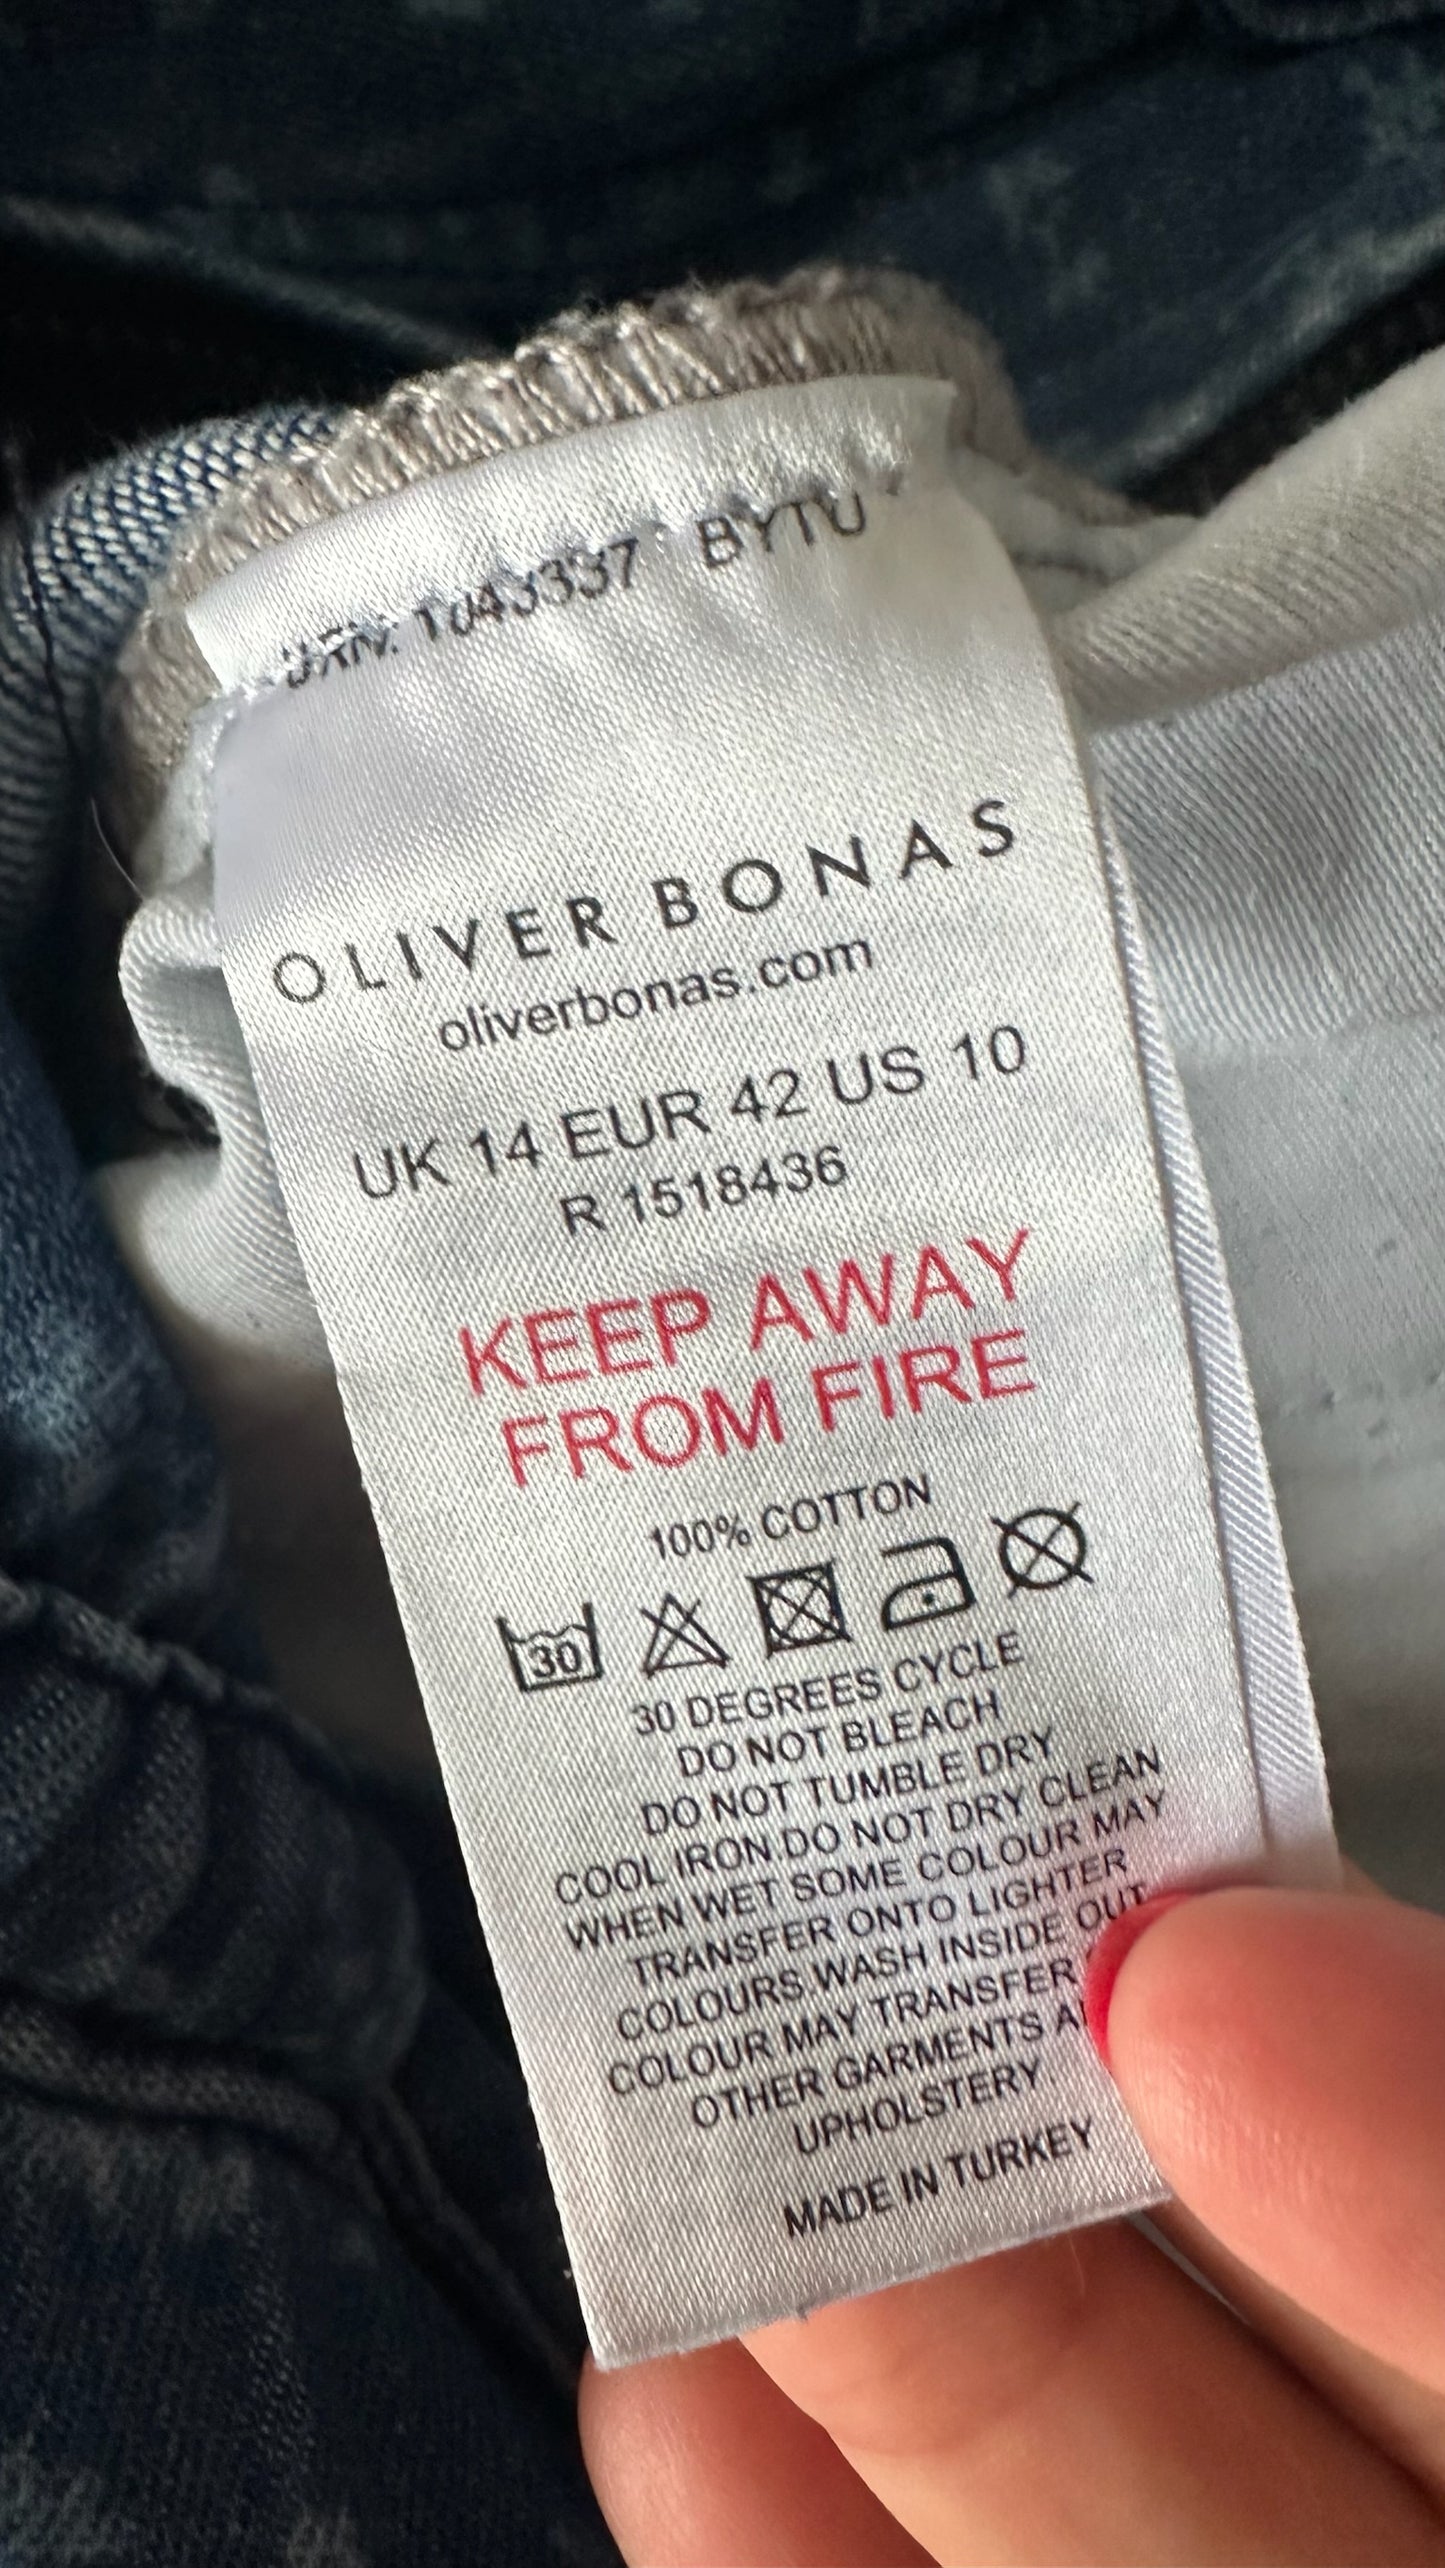 1043337 BYTU
OLIVER BONAS
oliverbonas.com
UK 14 EUR 42 US 10
R 1518436
KEEP AWAY
FROM FIRE
100% COTTON
30
30 DEGREES CYCLE
DO NOT BLEACH
DO NOT TUMBLE DRY
COOL IRON.DO NOT DRY CLEAN
WHEN WET SOME COLOUR MAY
TRANSFER ONTO LIGHTER
COLOURS.WASH INSIDE OUT
COLOUR MAY TRANSFER
OTHER GARMENTS
UPHOLSTERY
MADE IN TURKEY